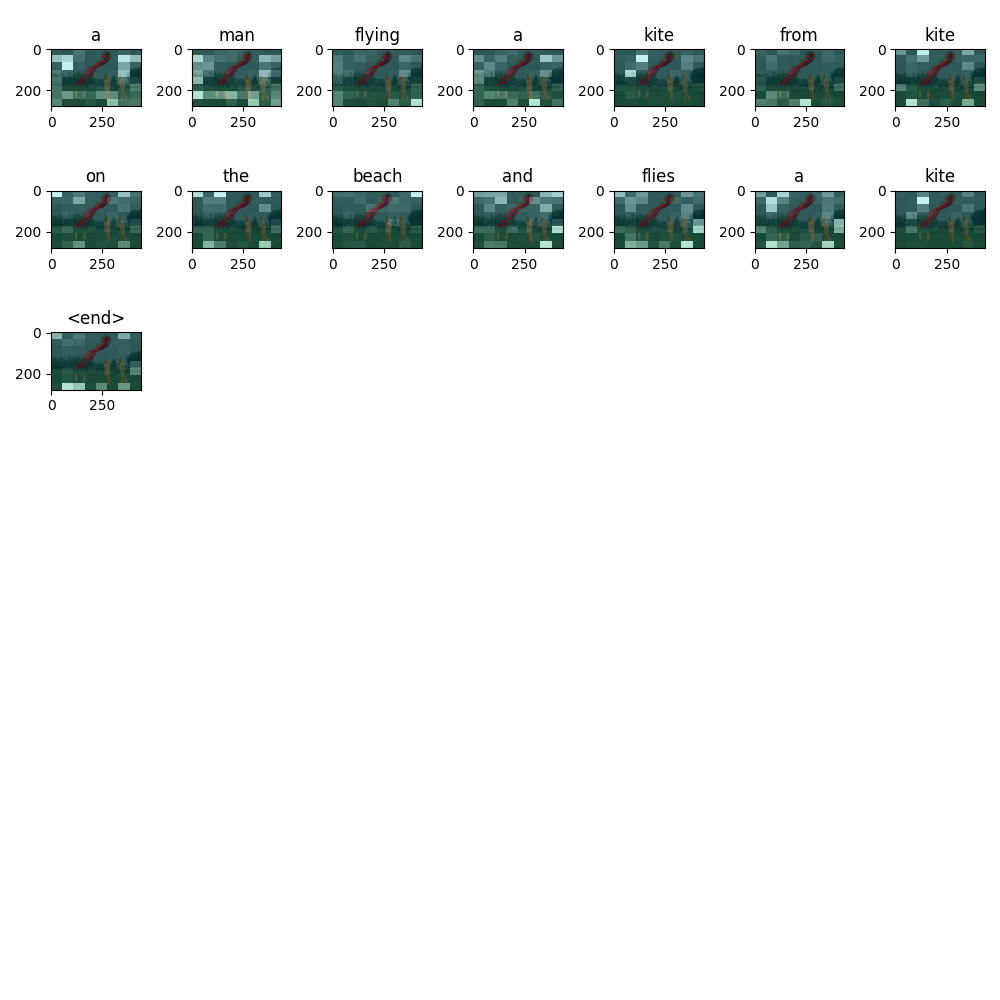 a man flying a kite from kite
0 0 0 0 0 0 0
200 200 200 200 200 200 200
0 250 0 250 0 250 0 250 0 250 0 250 0 250
on the beach and flies a kite
0 0 0 0 0 0 0
200 200 200 200 200 200 200
0 250 0 250 0 250 0 250 0 250 0 250 0 250
<end>
0
200
0 250